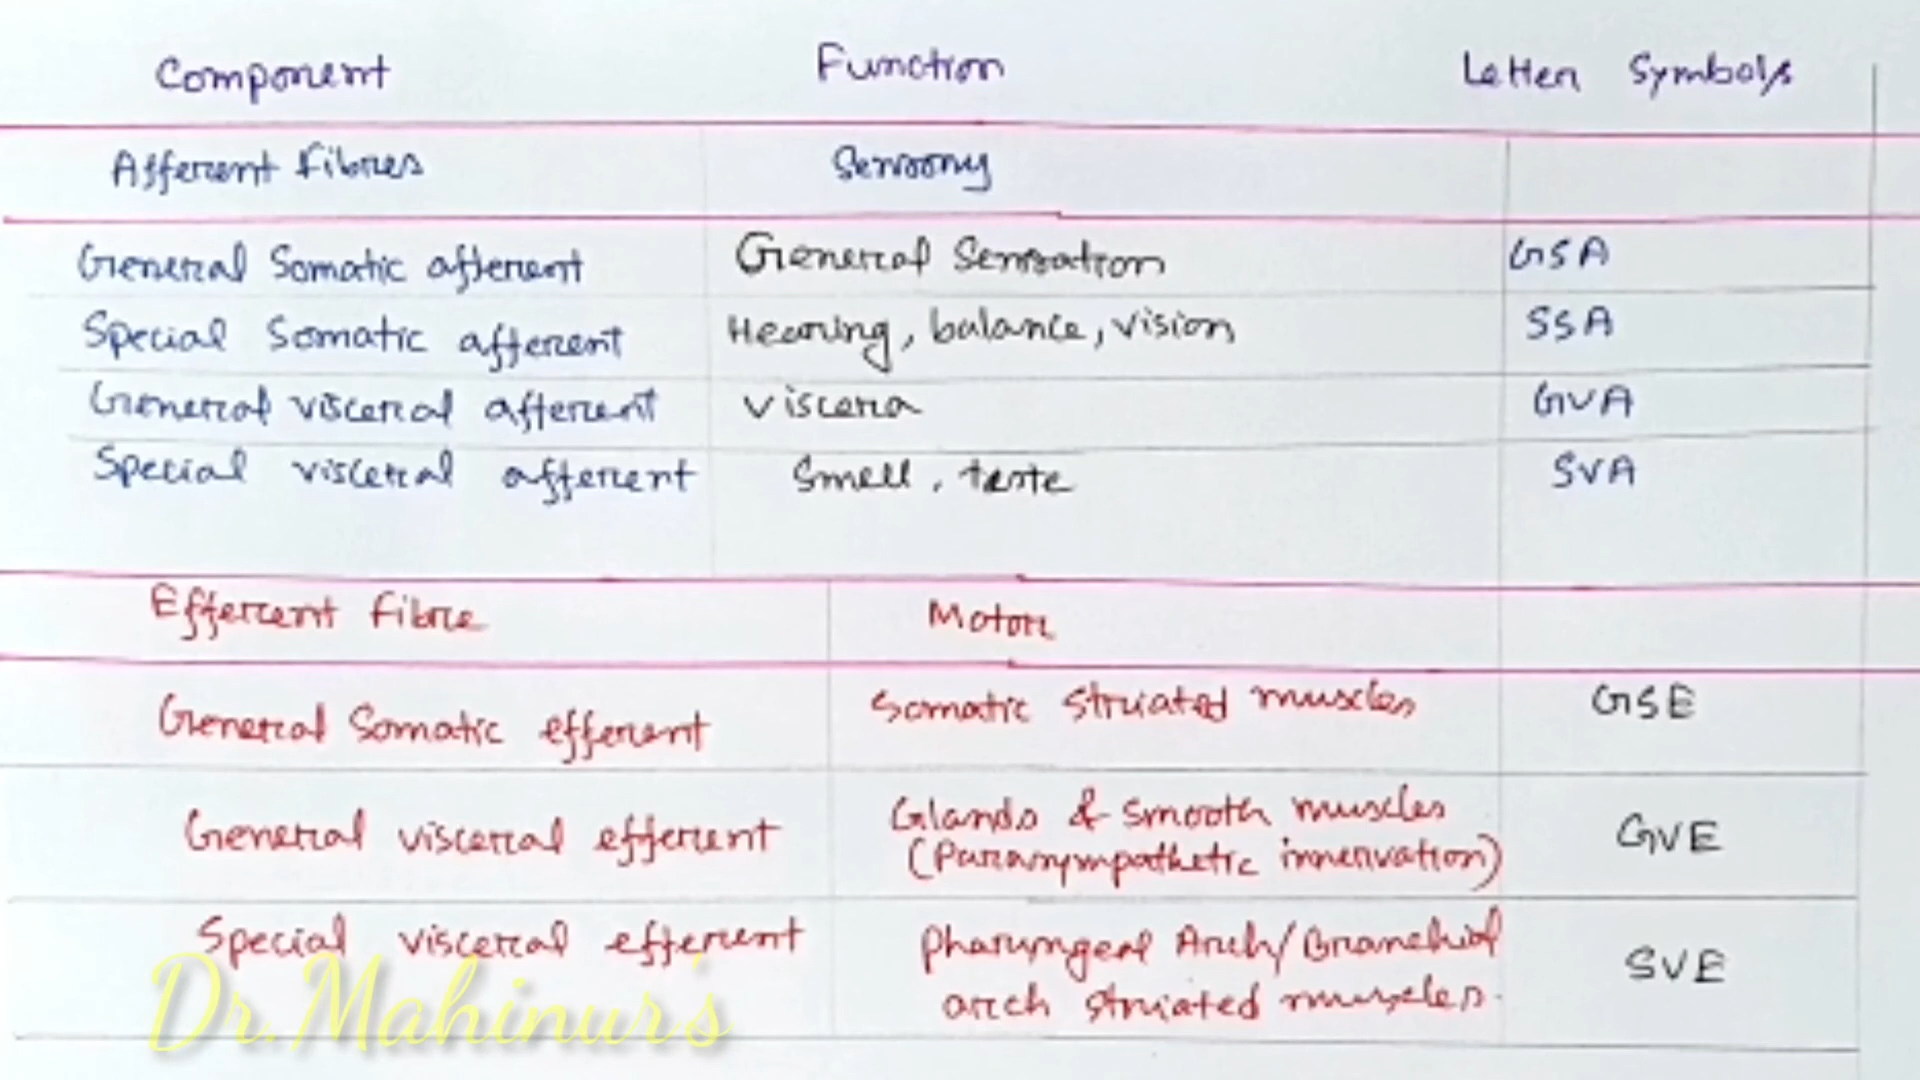 Component Function Letter Symbols
Afferent Fibres Sensory
General Somatic afferent General Sensation GSA
Special Somatic afferent Hearing, balance, vision SSA
General visceral afferent viscera GVA
Special visceral afferent Smell, taste SVA
Efferent Fibre Motor
General Somatic efferent Somatic striated muscles GSE
General visceral efferent Glands & smooth muscles
(Parasympathetic innervation) GVE
Special visceral efferent Pharyngeal Arch/Branchial
arch striated muscles. SVE
Dr.Mahinur's